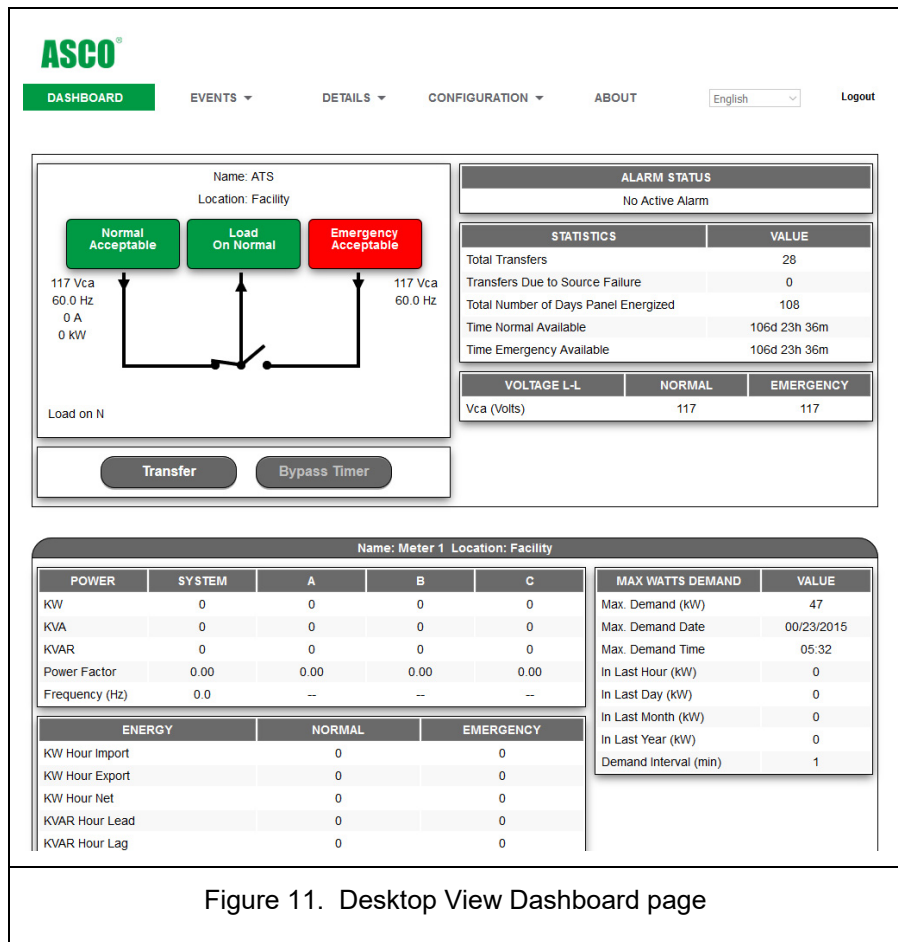 ASCO®
DASHBOARD EVENTS DETAILS CONFIGURATION ABOUT English Logout
Name: ATS
Location: Facility
Normal Acceptable
Load On Normal
Emergency Acceptable
117 Vca
60.0 Hz
0 A
0 kW
117 Vca
60.0 Hz
Load on N
Transfer Bypass Timer
ALARM STATUS
No Active Alarm
STATISTICS VALUE
Total Transfers 28
Transfers Due to Source Failure 0
Total Number of Days Panel Energized 108
Time Normal Available 106d 23h 36m
Time Emergency Available 106d 23h 36m
VOLTAGE L-L NORMAL EMERGENCY
Vca (Volts) 117 117
Name: Meter 1 Location: Facility
POWER SYSTEM A B C
KW 0 0 0 0
KVA 0 0 0 0
KVAR 0 0 0 0
Power Factor 0.00 0.00 0.00 0.00
Frequency (Hz) 0.0 -- -- --
ENERGY NORMAL EMERGENCY
KW Hour Import 0 0
KW Hour Export 0 0
KW Hour Net 0 0
KVAR Hour Lead 0 0
KVAR Hour Lag 0 0
MAX WATTS DEMAND VALUE
Max. Demand (kW) 47
Max. Demand Date 00/23/2015
Max. Demand Time 05:32
In Last Hour (kW) 0
In Last Day (kW) 0
In Last Month (kW) 0
In Last Year (kW) 0
Demand Interval (min) 1
Figure 11. Desktop View Dashboard page